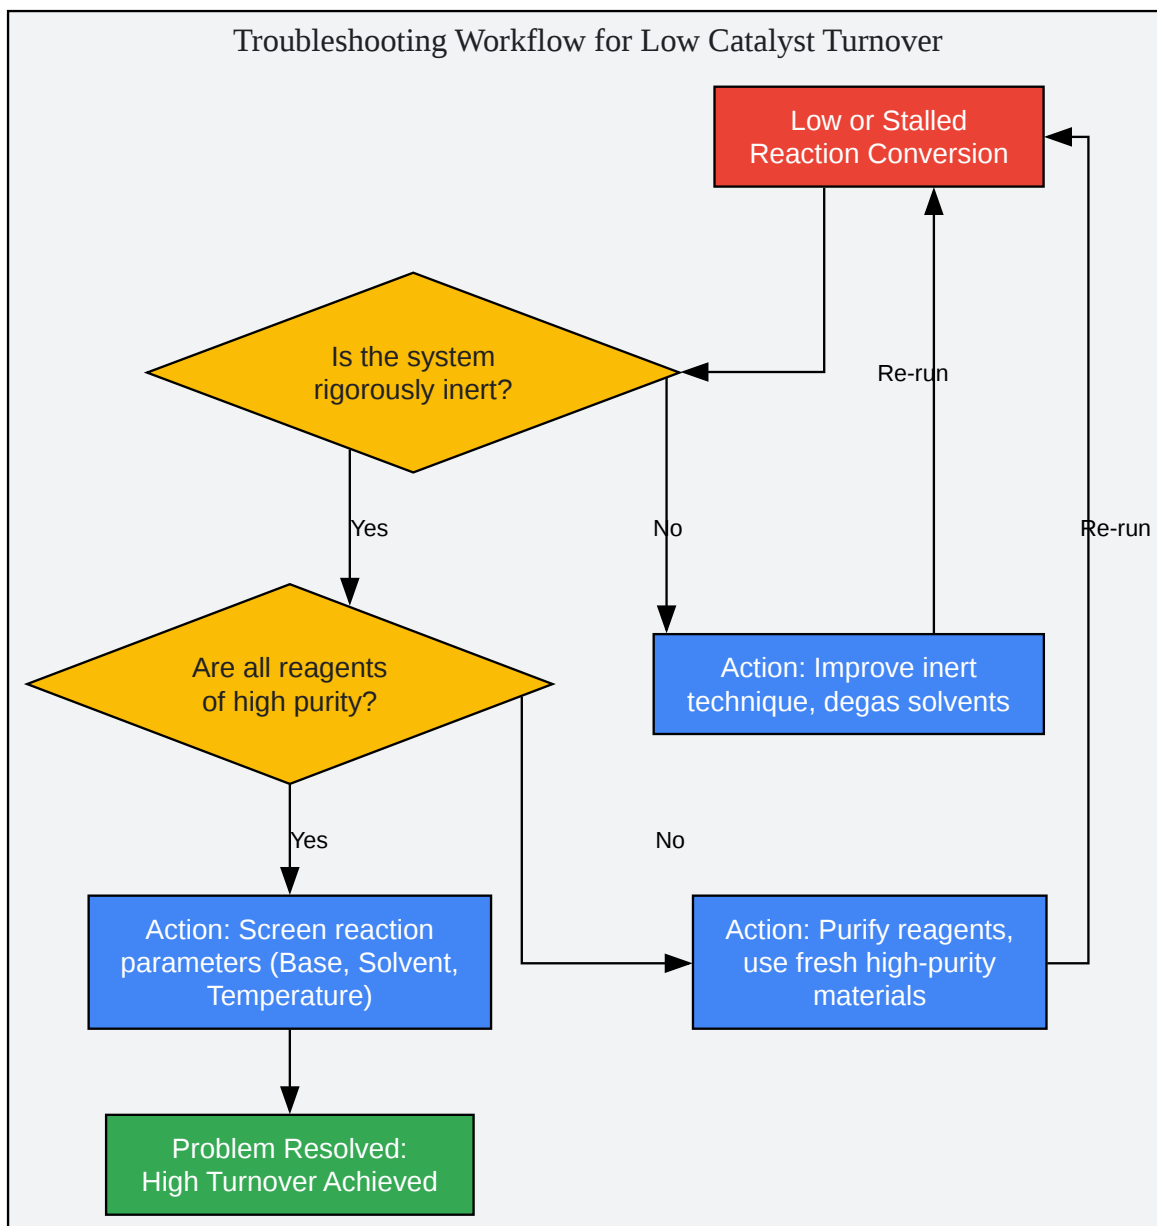 Troubleshooting Workflow for Low Catalyst Turnover
Low or Stalled
Reaction Conversion
Is the system
rigorously inert?
Re-run
Yes
No
Re-run
Are all reagents
of high purity?
Action: Improve inert
technique, degas solvents
Yes
No
Action: Screen reaction
parameters (Base, Solvent,
Temperature)
Action: Purify reagents,
use fresh high-purity
materials
Problem Resolved:
High Turnover Achieved